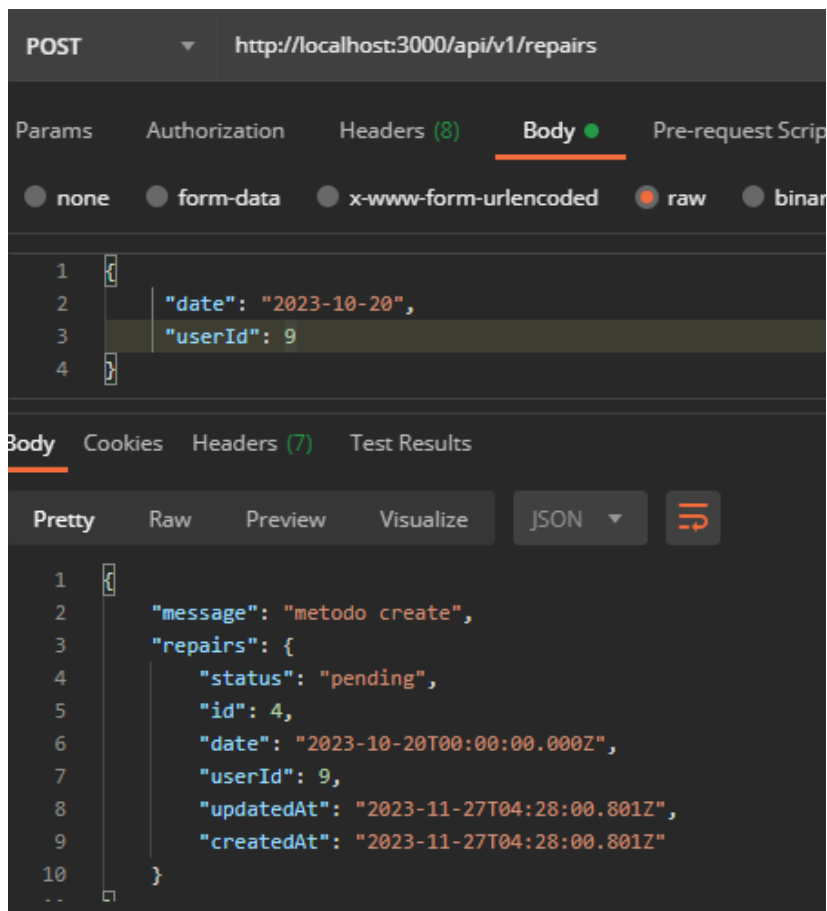 POST http://localhost:3000/api/v1/repairs
Params Authorization Headers (8) Body Pre-request Scrip
none form-data x-www-form-urlencoded raw binar
1 {
2 "date": "2023-10-20",
3 "userId": 9
4 }
Body Cookies Headers (7) Test Results
Pretty Raw Preview Visualize JSON
1 {
2 "message": "metodo create",
3 "repairs": {
4 "status": "pending",
5 "id": 4,
6 "date": "2023-10-20T00:00:00.000Z",
7 "userId": 9,
8 "updatedAt": "2023-11-27T04:28:00.801Z",
9 "createdAt": "2023-11-27T04:28:00.801Z"
10 }